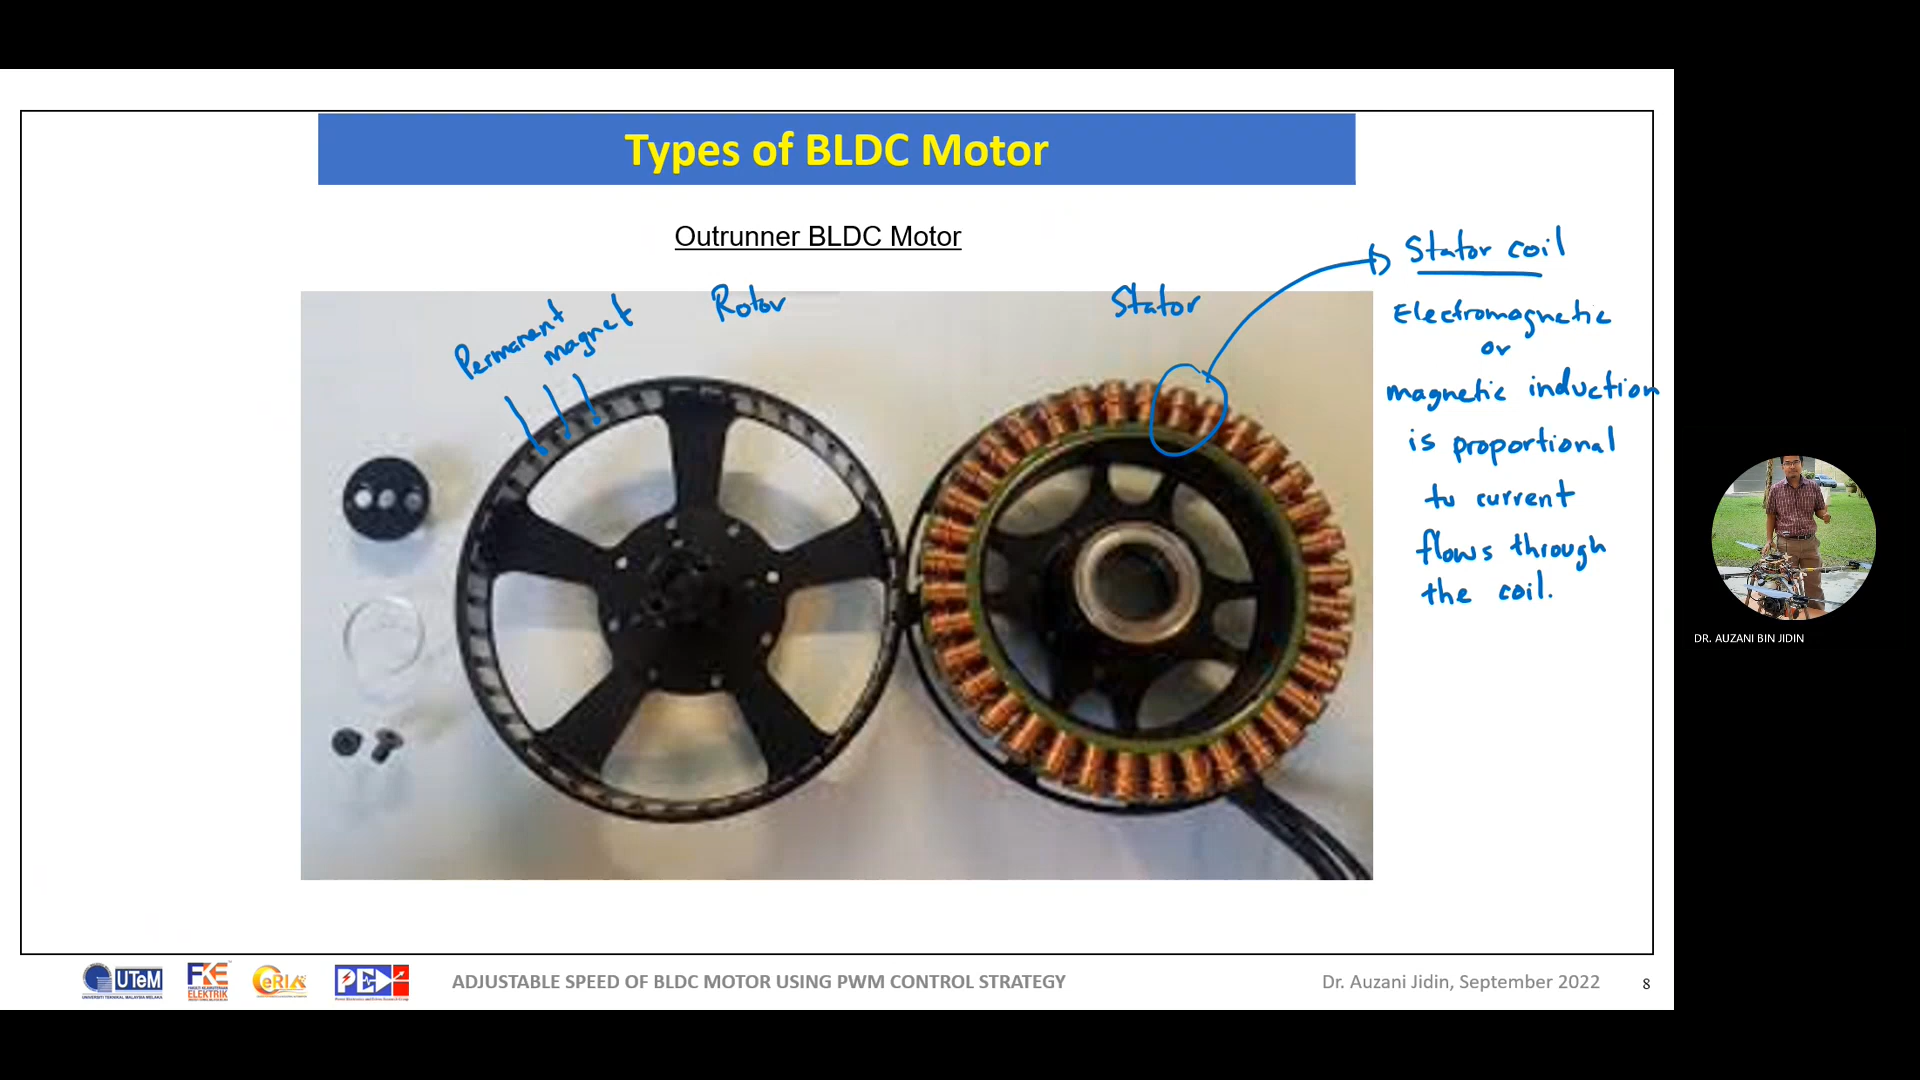 Types of BLDC Motor
Outrunner BLDC Motor
Permanent
magnet
Rotor
Stator
Stator coil
Electromagnetic
or
magnetic induction
is proportional
to current
flows through
the coil.
DR. AUZANI BIN JIDIN
UTeM
FKE
ELEKTRIK
CeRIA
PE
ADJUSTABLE SPEED OF BLDC MOTOR USING PWM CONTROL STRATEGY
Dr. Auzani Jidin, September 2022
8